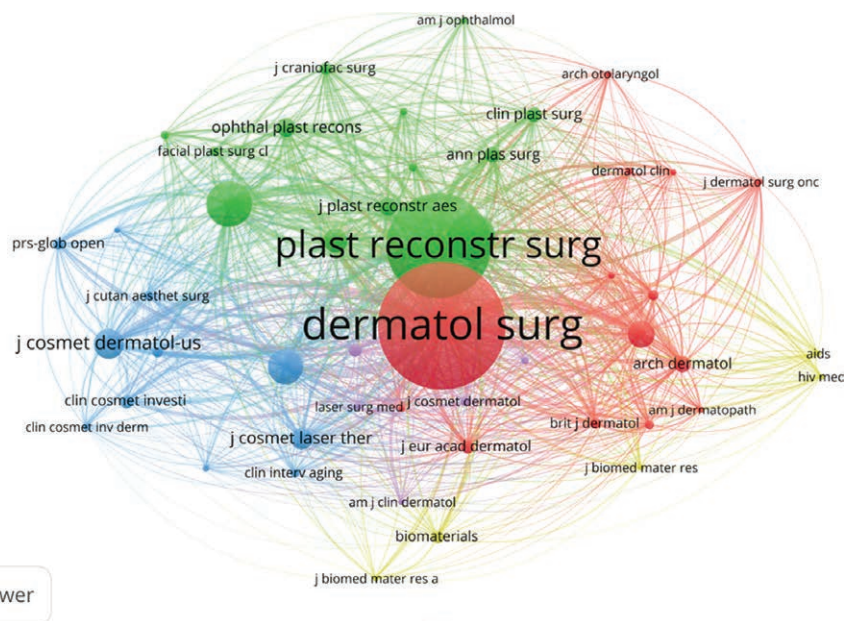 am j ophthalmol
j craniofac surg
arch otolaryngol
clin plast surg
ophthal plast recons
facial plast surg cl
ann plas surg
dermatol clin
j dermatol surg onc
j plast reconstr aes
plast reconstr surg
prs-glob open
j cutan aesthet surg
dermatol surg
j cosmet dermatol-us
aids
arch dermatol
hiv med
clin cosmet investi
laser surg med
j cosmet dermatol
am j dermatopath
clin cosmet inv derm
brit j dermatol
j cosmet laser ther
j eur acad dermatol
clin interv aging
j biomed mater res
am j clin dermatol
biomaterials
j biomed mater res a
wer